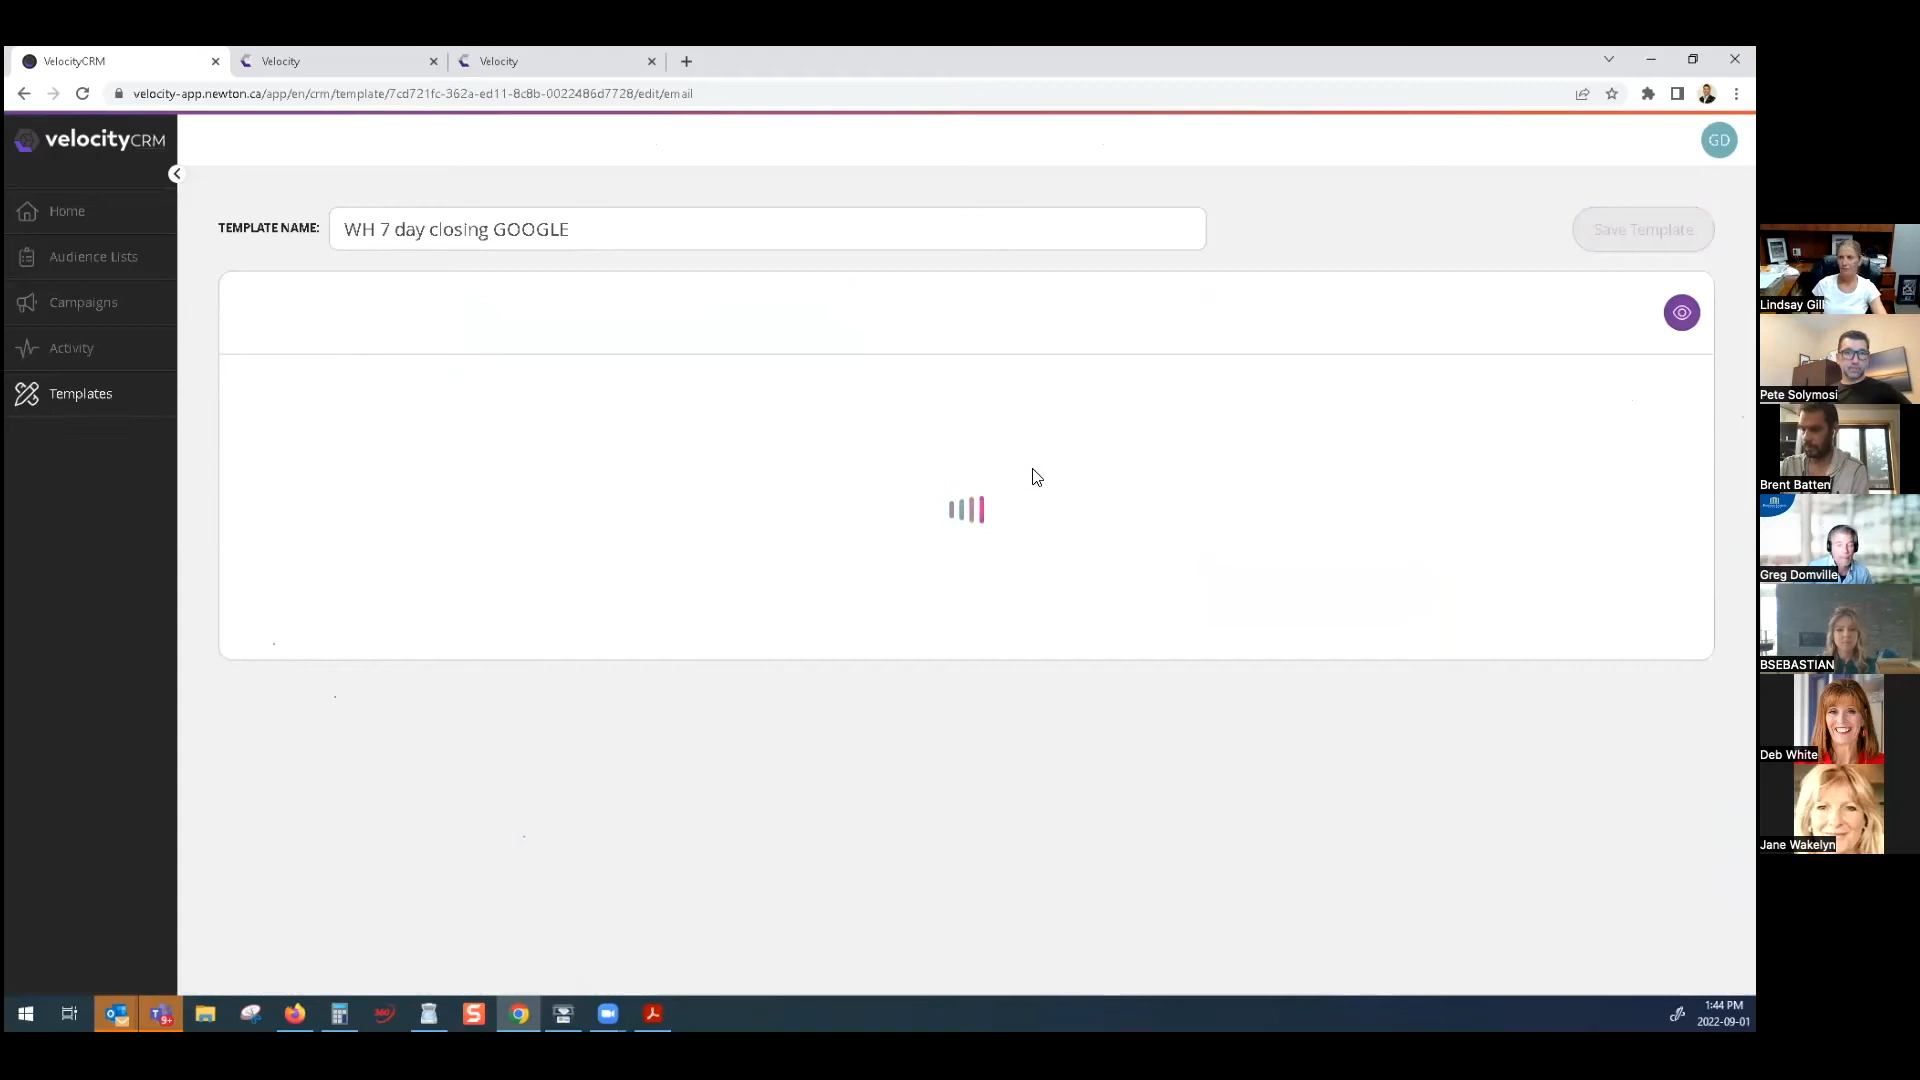 VelocityCRM
Velocity
Velocity
velocity-app.newton.ca/app/en/crm/template/7cd721fc-362a-ed11-8c8b-0022486d7728/edit/email
velocityCRM
GD
Home
Audience Lists
Campaigns
Activity
Templates
TEMPLATE NAME:
WH 7 day closing GOOGLE
Save Template
Lindsay Gill
Pete Solymosi
Brent Batten
Greg Domville
BSEBASTIAN
Deb White
Jane Wakelyn
9+
360
S
1:44 PM
2022-09-01